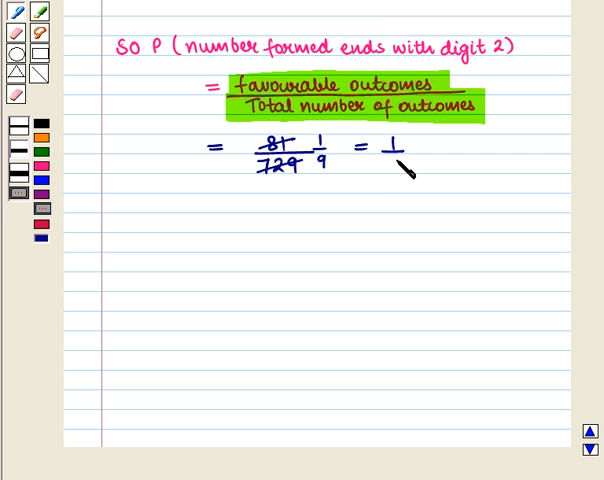 SO P (number formed ends with digit 2)
= favourable outcomes
Total number of outcomes
= 81/729 1/9 = 1